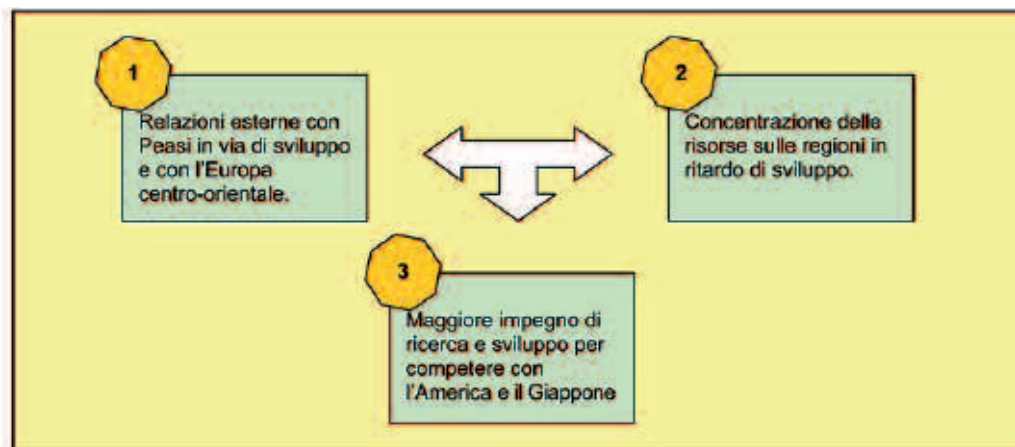 1
Relazioni esterne con
Peasi in via di sviluppo
e con l'Europa
centro-orientale.
2
Concentrazione delle
risorse sulle regioni in
ritardo di sviluppo.
3
Maggiore impegno di
ricerca e sviluppo per
competere con
l'America e il Giappone